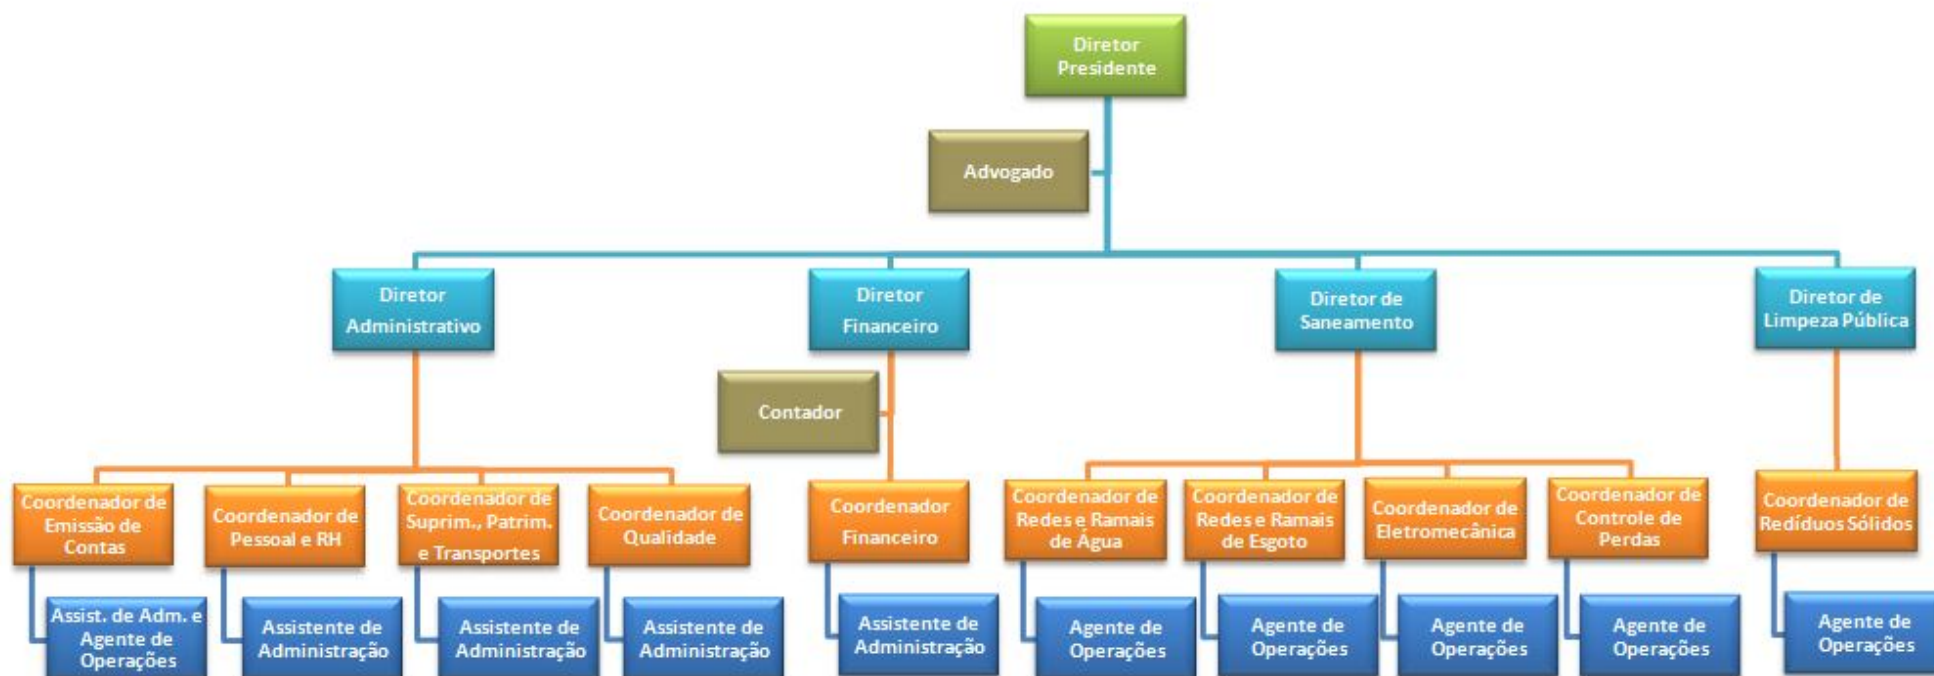 Diretor
Presidente
Advogado
Diretor
Administrativo
Diretor
Financeiro
Diretor de
Saneamento
Diretor de
Limpeza Pública
Contador
Coordenador de
Emissão de
Contas
Coordenador de
Pessoal e RH
Coordenador de
Suprim., Patrim.
e Transportes
Coordenador de
Qualidade
Coordenador
Financeiro
Coordenador de
Redes e Ramais
de Água
Coordenador de
Redes e Ramais
de Esgoto
Coordenador de
Eletromecânica
Coordenador de
Controle de
Perdas
Coordenador de
Redíduos Sólidos
Assist. de Adm. e
Agente de
Operações
Assistente de
Administração
Assistente de
Administração
Assistente de
Administração
Assistente de
Administração
Agente de
Operações
Agente de
Operações
Agente de
Operações
Agente de
Operações
Agente de
Operações